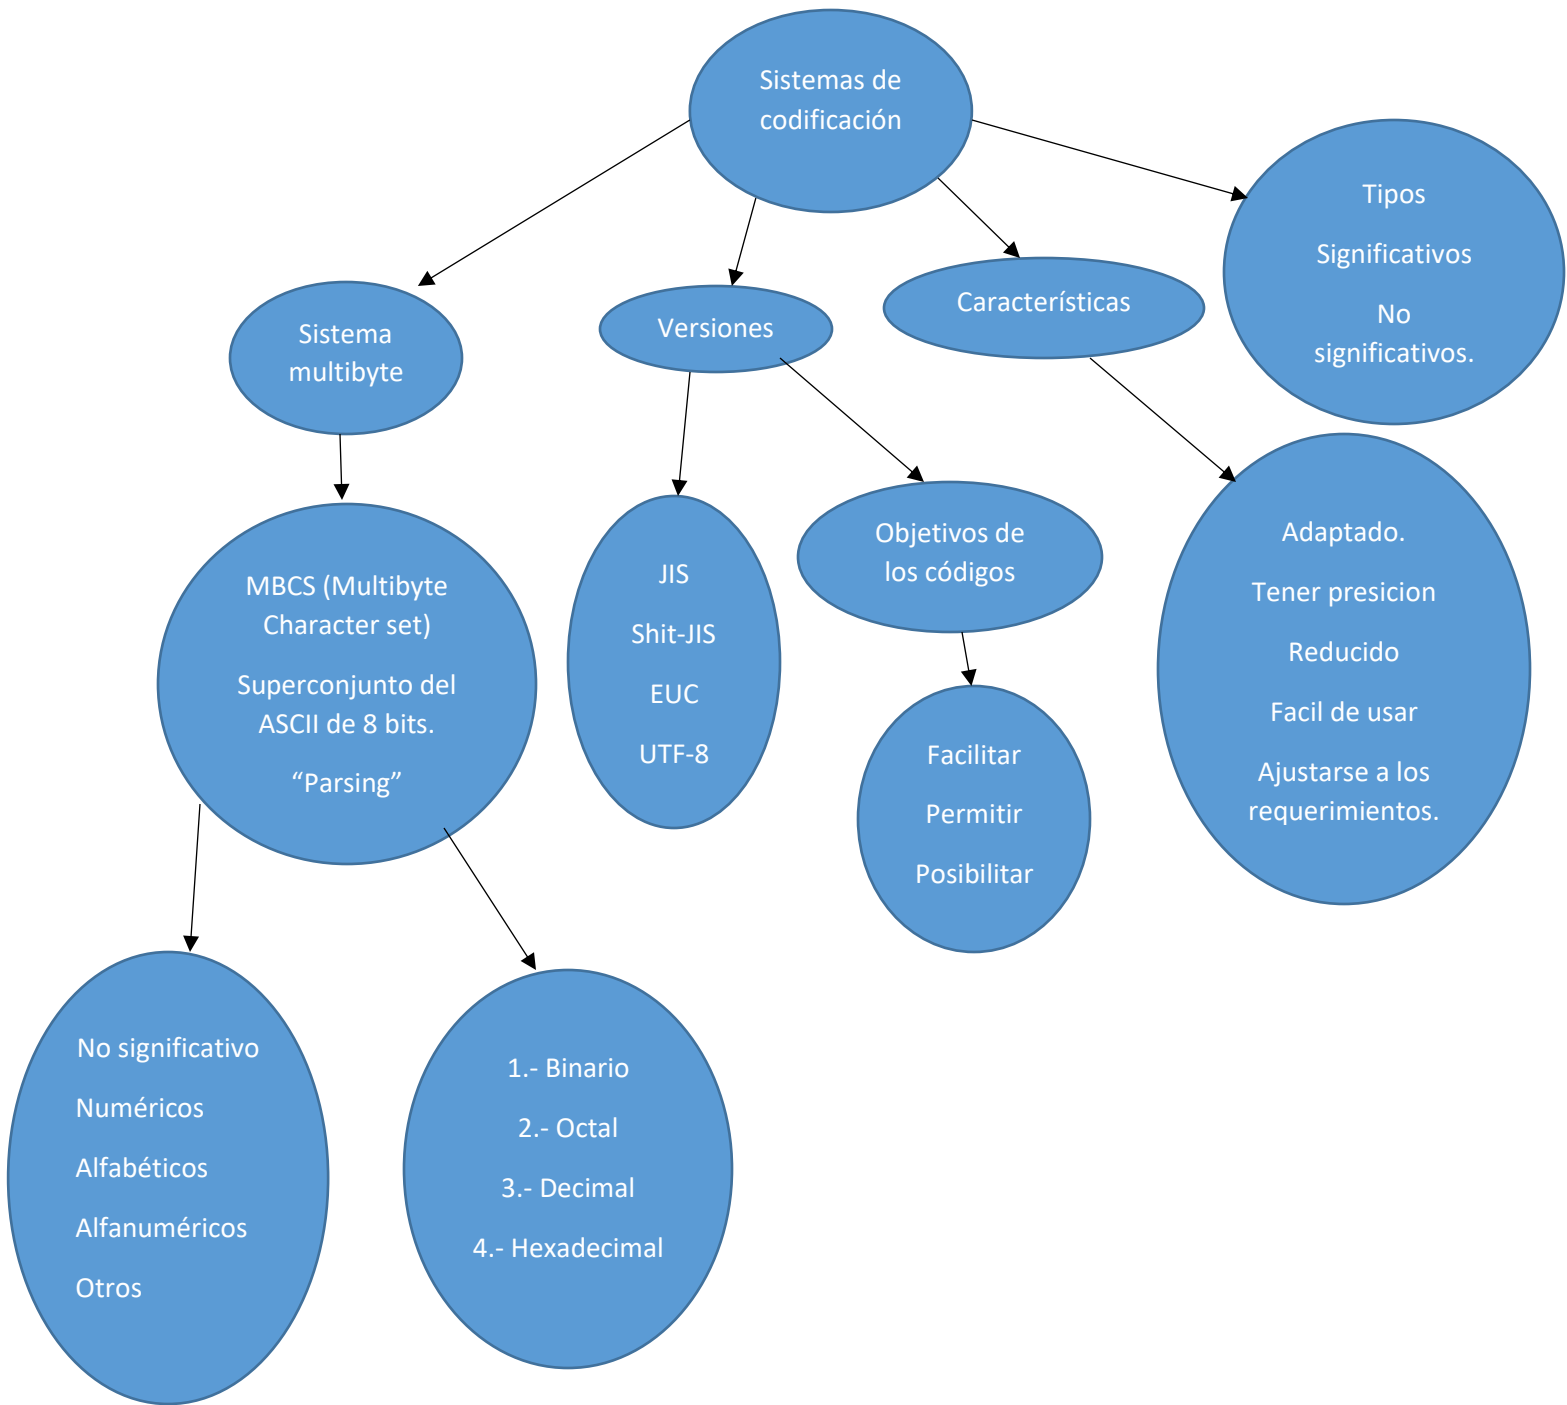 Sistemas de
codificación
Tipos
Significativos
No
significativos.
Sistema
multibyte
Versiones
Característicias
MBCS (Multibyte
Character set)
Superconjunto del
ASCII de 8 bits.
“Parsing”
JIS
Shit-JIS
EUC
UTF-8
Objetivos de
los códigos
Facilitar
Permitir
Posibilitar
Adaptado.
Tener presicion
Reducido
Facil de usar
Ajustarse a los
requerimientos.
No significativo
Numéricos
Alfabéticos
Alfanuméricos
Otros
1.- Binario
2.- Octal
3.- Decimal
4.- Hexadecimal